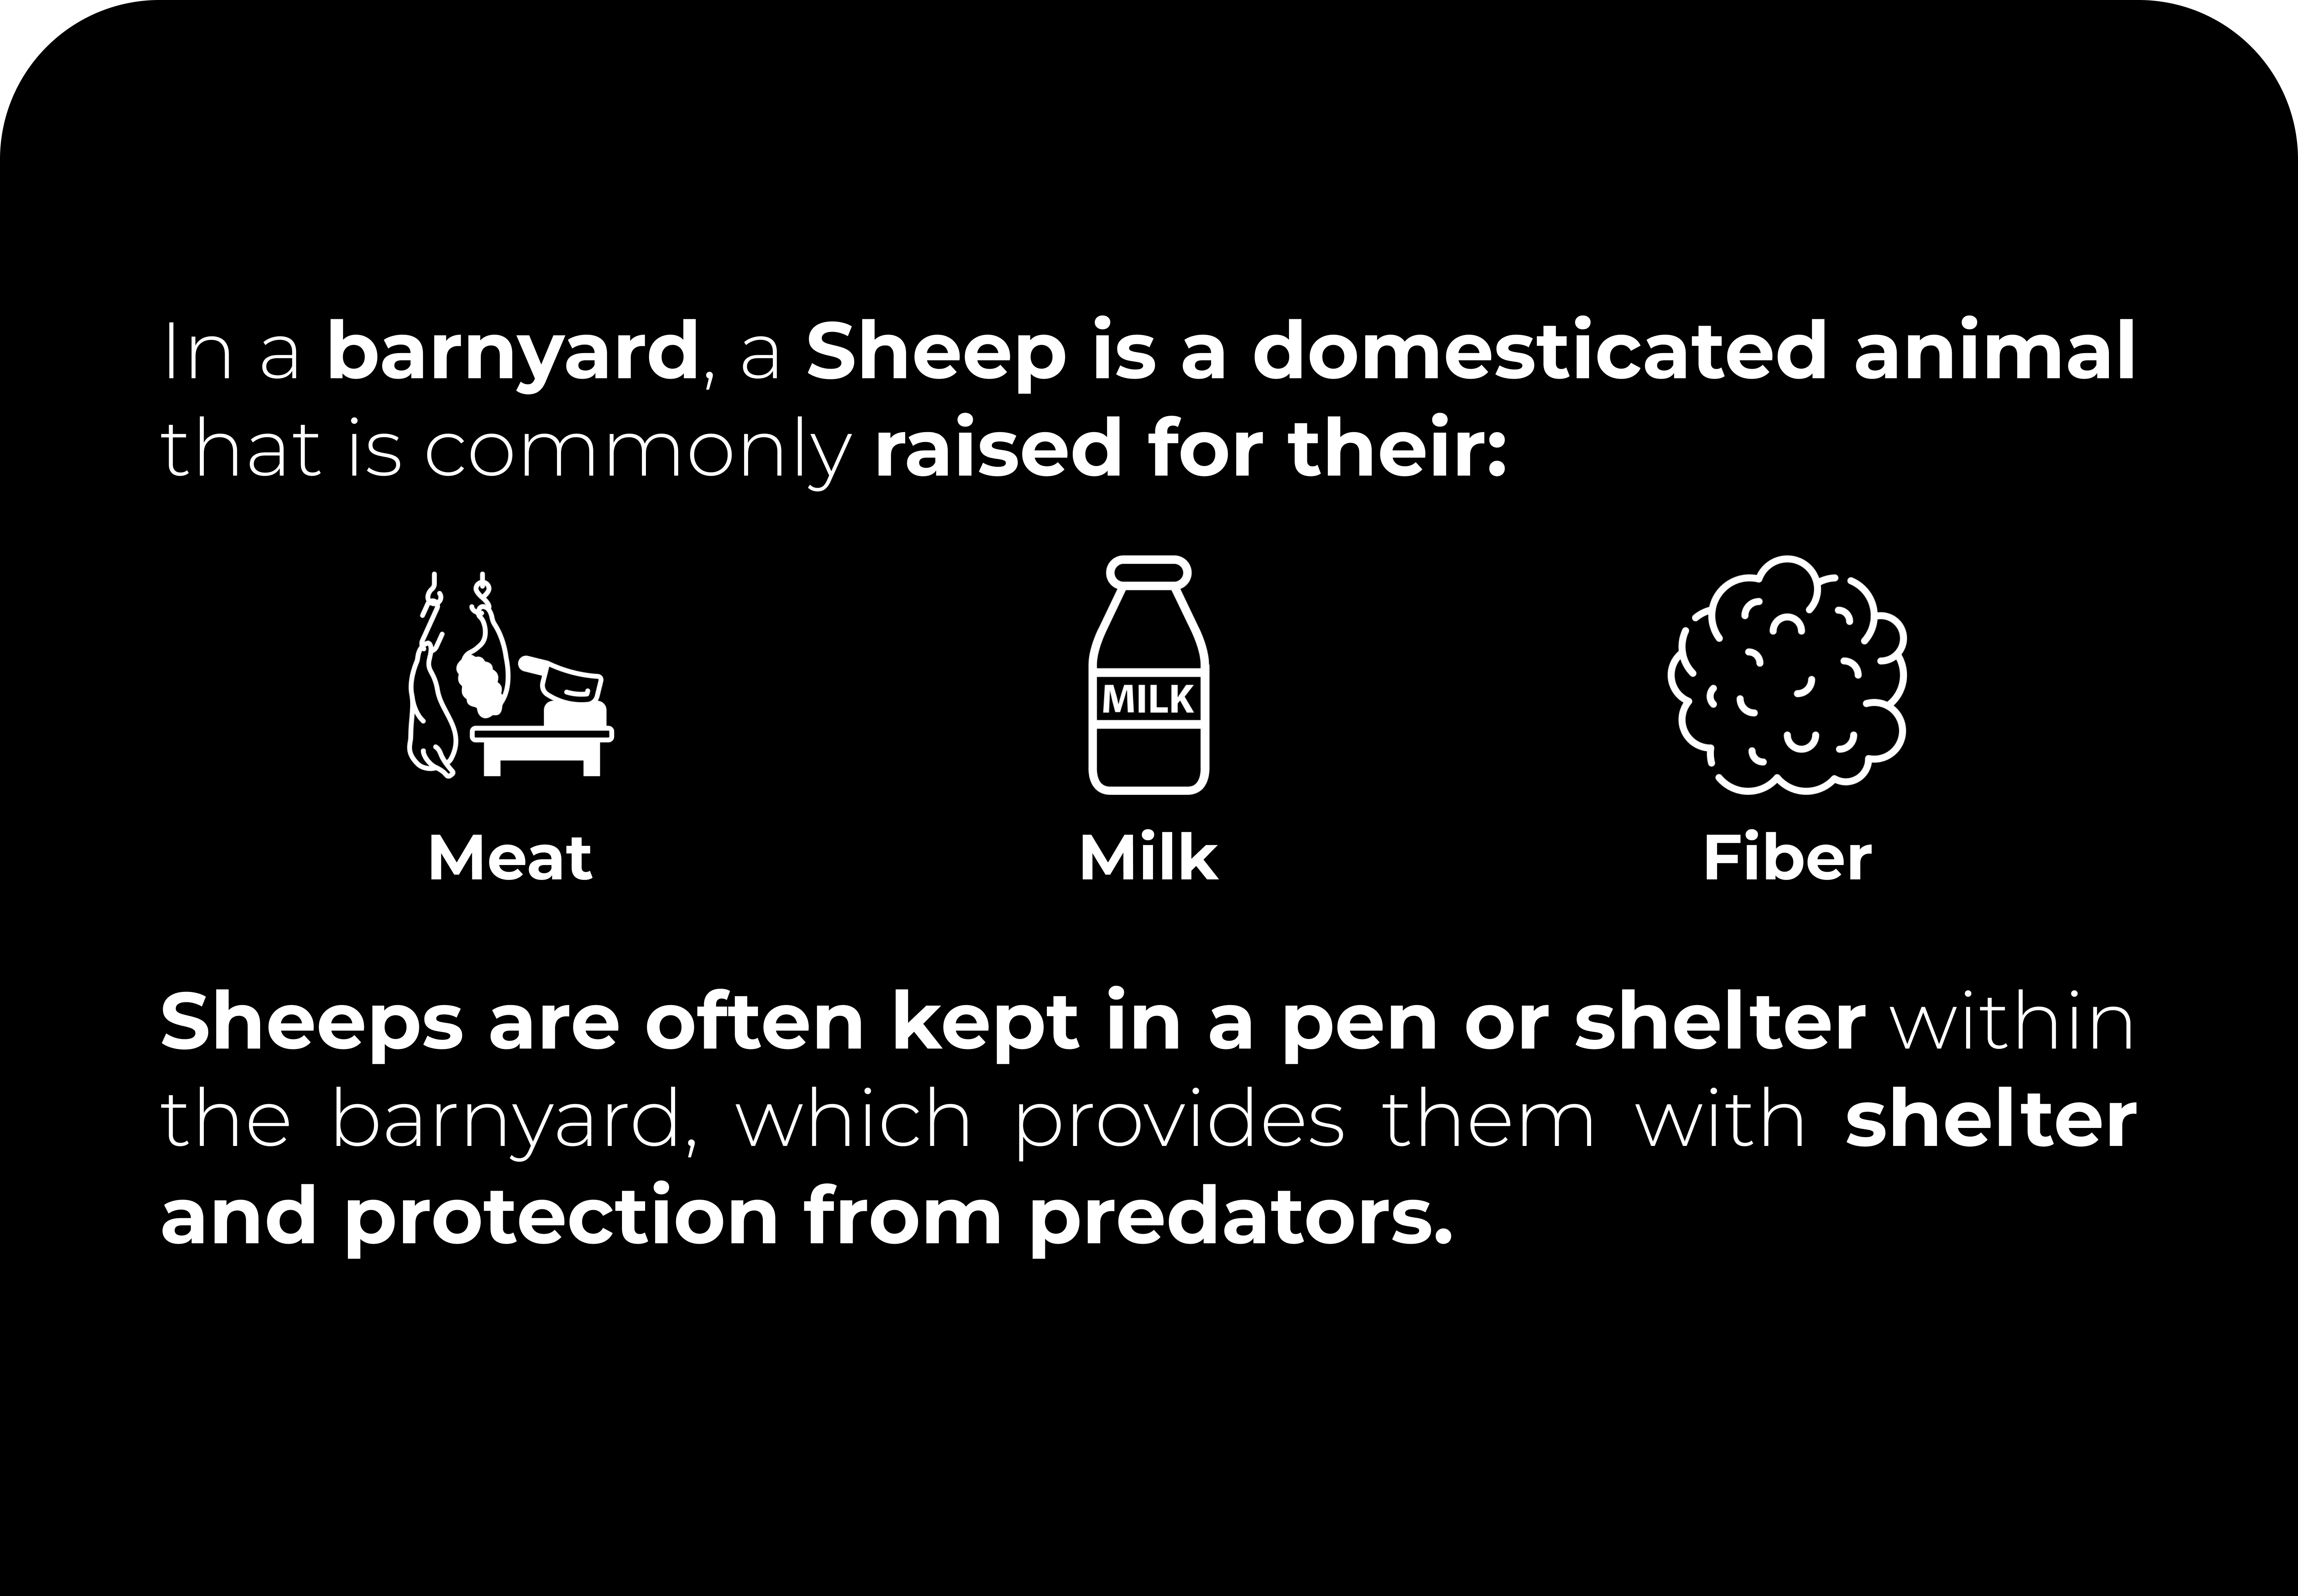 In a barnyard, a Sheep is a domesticated animal
that is commonly raised for their:
MILK
Meat
Milk
Fiber
Sheeps are often kept in a pen or shelter within
the barnyard, which provides them with shelter
and protection from predators.